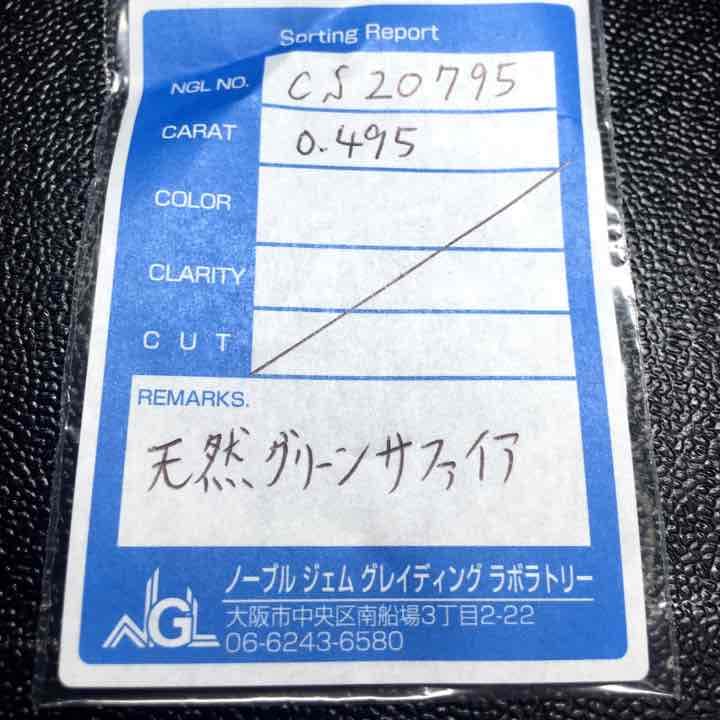 Sorting Report
NGL NO. CS20795
CARAT 0.495
COLOR
CLARITY
CUT
REMARKS.
天然グリーンサファイア
NGL
ノーブル ジェム グレイディング ラボラトリー
大阪市中央区南船場3丁目2-22
06-6243-6580